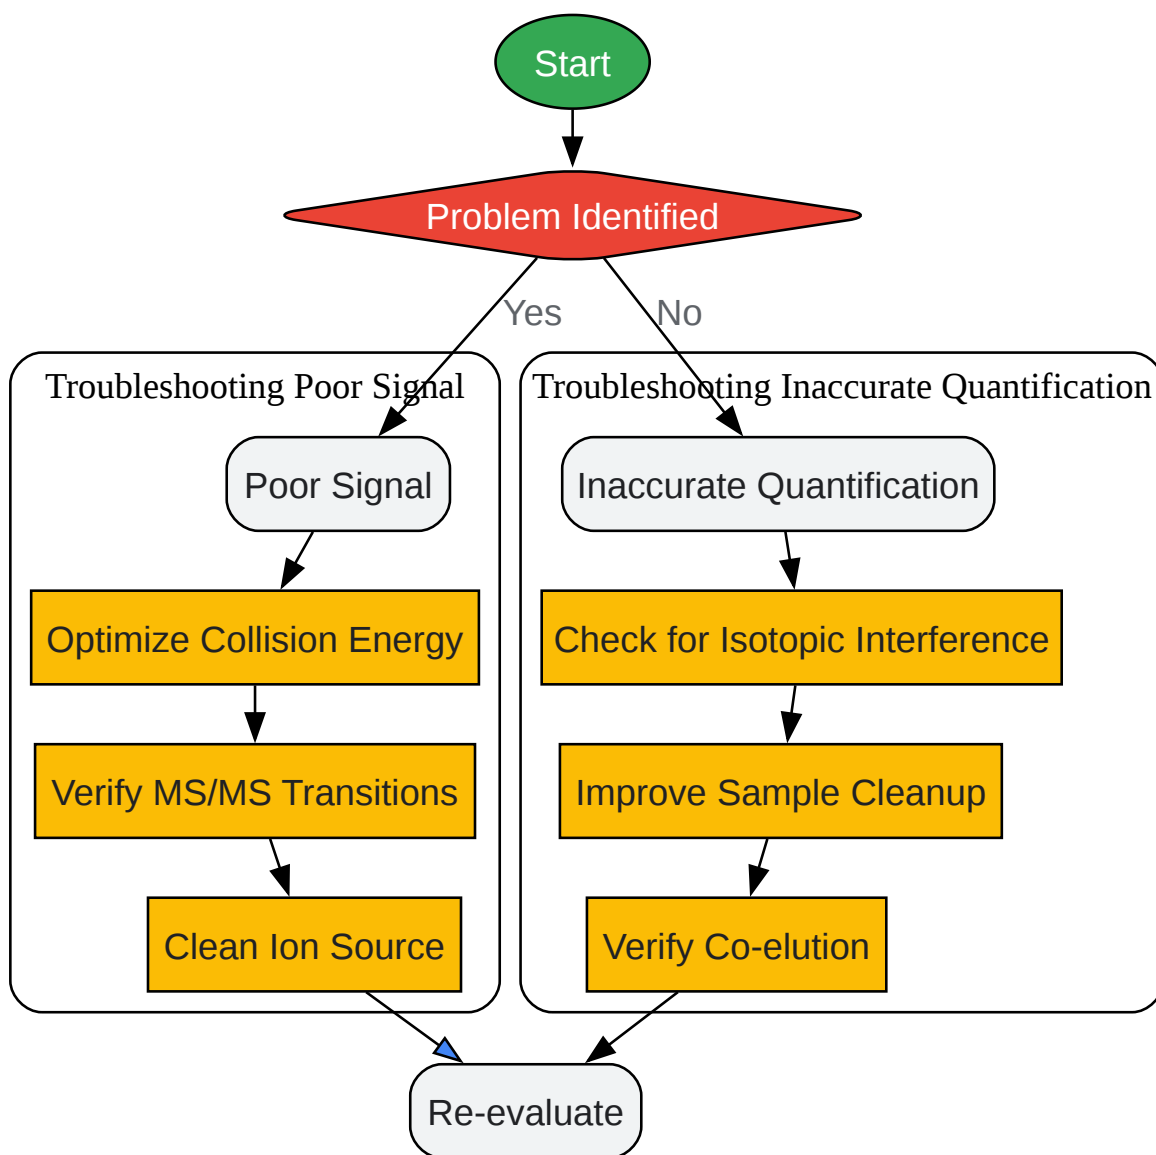 Start
Problem Identified
Yes
No
Troubleshooting Poor Signal
Poor Signal
Optimize Collision Energy
Verify MS/MS Transitions
Clean Ion Source
Troubleshooting Inaccurate Quantification
Inaccurate Quantification
Check for Isotopic Interference
Improve Sample Cleanup
Verify Co-elution
Re-evaluate